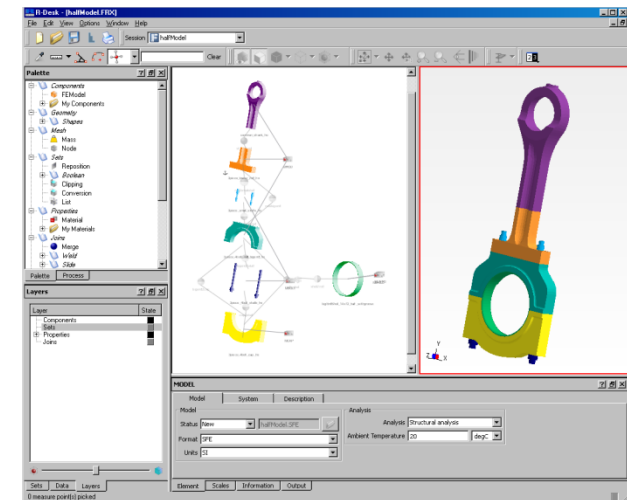 R-Desk - [halfModel.FRX]
File Edit View Options Window Help
Session halfModel
Clear
Palette
Components
FEModel
My Components
Geometry
Shapes
Mesh
Mass
Node
Sets
Reposition
Boolean
Clipping
Conversion
List
Properties
Material
My Materials
Joins
Merge
Weld
Slide
Palette Process
Layers
Layer State
Components
Sets
Properties
Joins
Sets Data Layers
0 measure point(s) picked
Y
Z X
MODEL
Model System Description
Model
Status New halfModel.SPE
Format SPE
Units SI
Analysis
Analysis Structural analysis
Ambient Temperature 20 degC
Element Scales Information Output